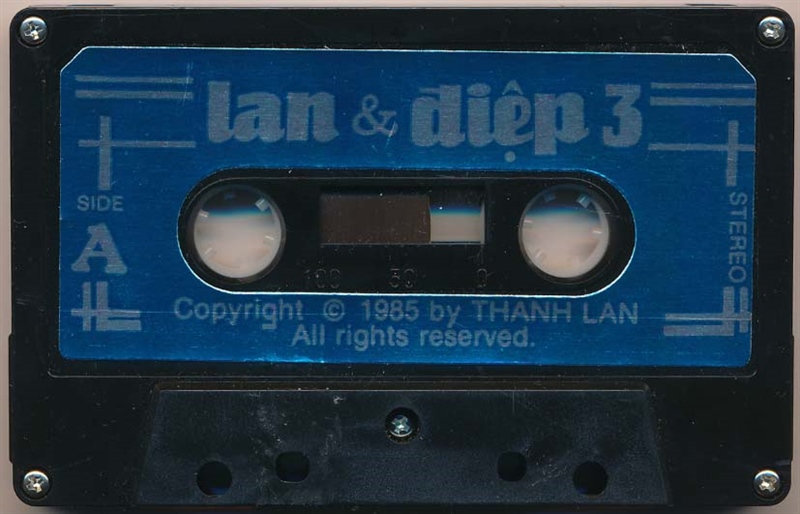 lan & điệp 3
SIDE
A
STEREO
100 50 0
Copyright © 1985 by THANH LAN
All rights reserved.